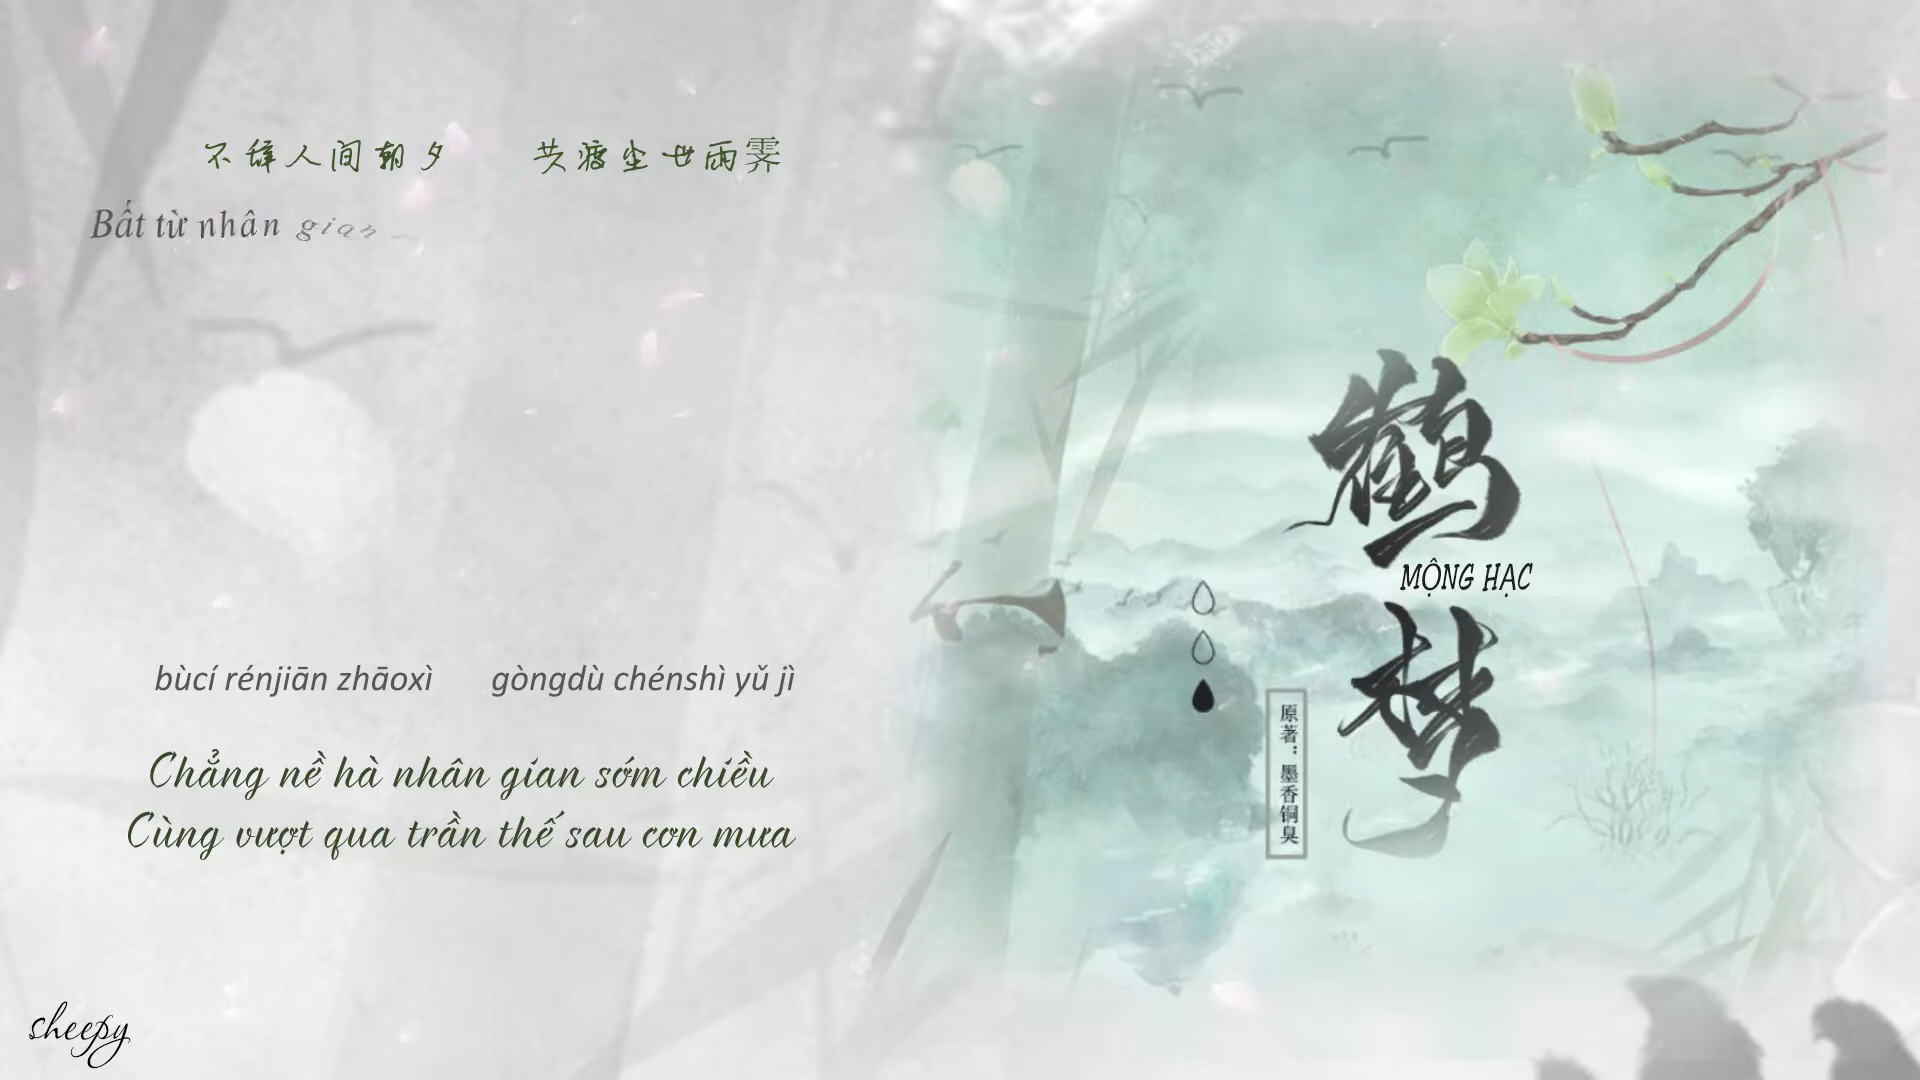 不辞人间朝夕 共渡尘世雨霁
Bất từ nhân gian
bùcí rénjiān zhāoxì gòngdù chénshì yǔ jì
Chẳng nề hà nhân gian sớm chiều
Cùng vượt qua trần thế sau cơn mưa
鹤
MỘNG HẠC
梦
原著：墨香铜臭
sheepy